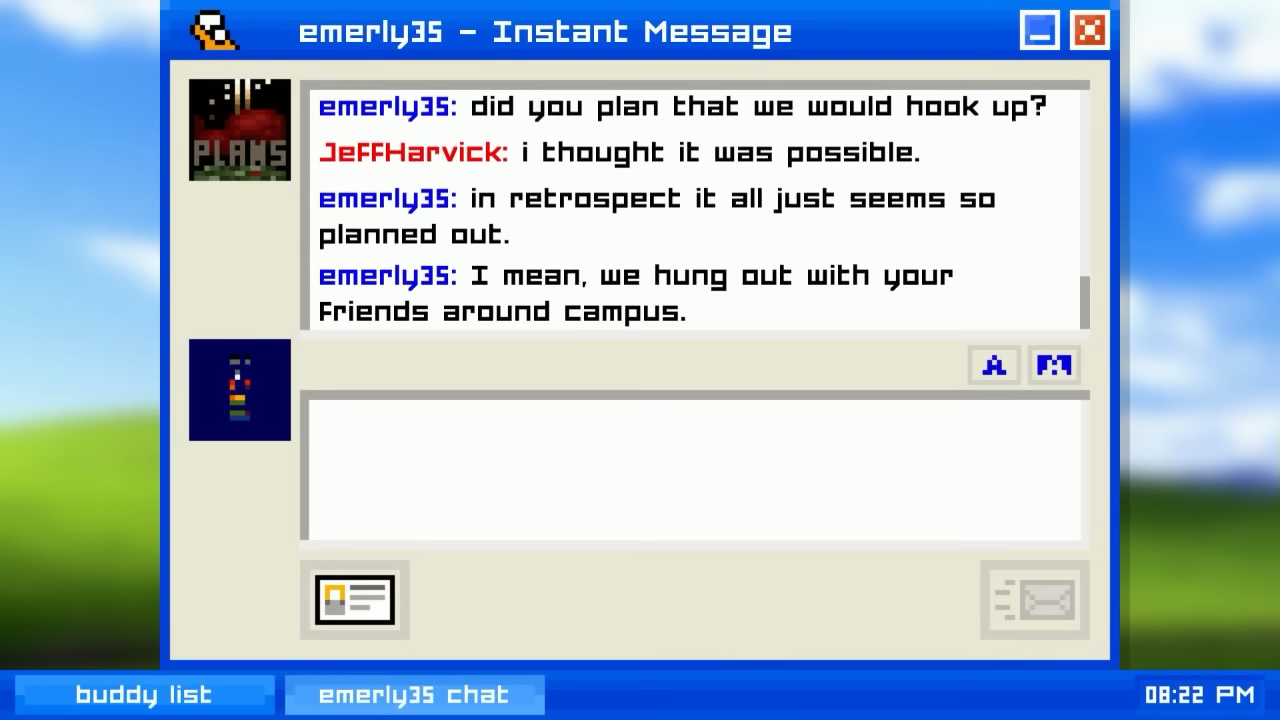 emerly35 - Instant Message
emerly35: did you plan that we would hook up?
JeffHarvick: i thought it was possible.
emerly35: in retrospect it all just seems so
planned out.
emerly35: I mean, we hung out with your
friends around campus.
PLANS
A
buddy list
emerly35 chat
08:22 PM